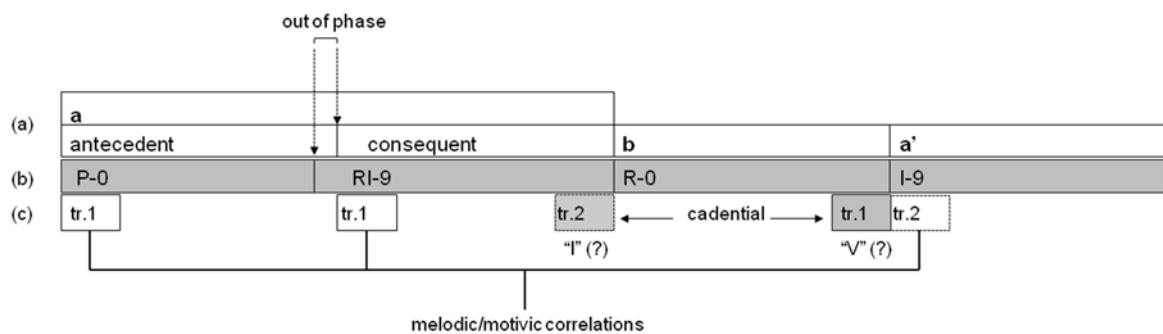 out of phase
(a) a
antecedent consequent b a'
(b) P-0 RI-9 R-0 I-9
(c) tr.1 tr.1 tr.2 cadential tr.1 tr.2
"I" (?) "V" (?)
melodic/motivic correlations